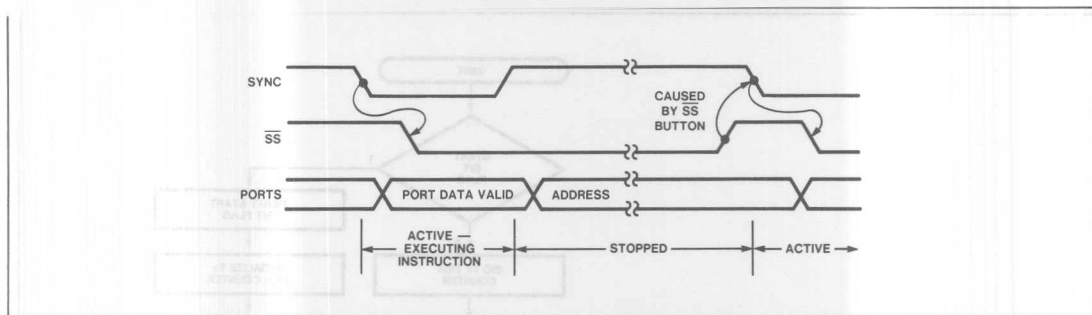 SYNC
CAUSED
BY SS
BUTTON
SS
PORTS
PORT DATA VALID
ADDRESS
ACTIVE —
EXECUTING
INSTRUCTION
STOPPED
ACTIVE